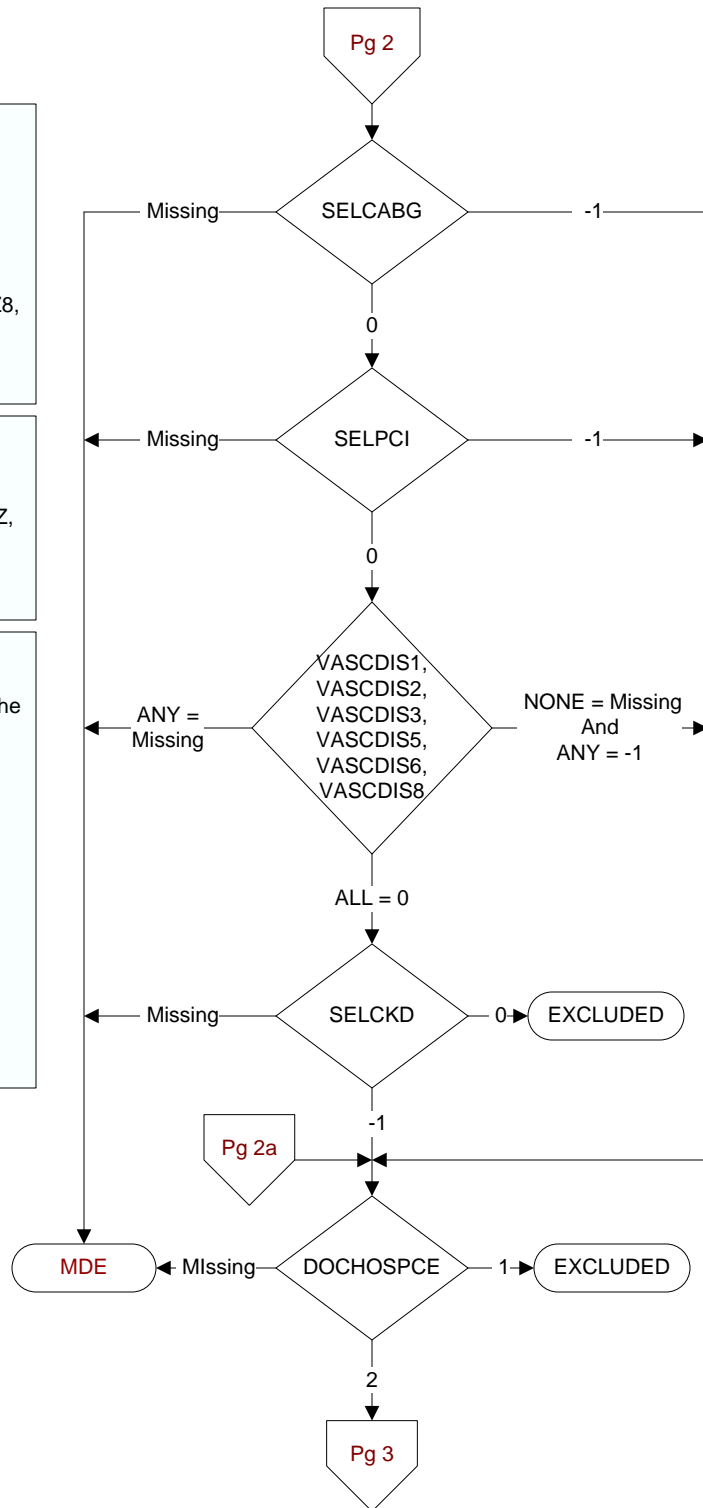 Pg 2
Missing
SELCABG
-1
0
Z8,
Missing
SELPCI
-1
Z,
0
VASCDIS1,
VASCDIS2,
VASCDIS3,
VASCDIS5,
VASCDIS6,
VASCDIS8
ANY =
Missing
NONE = Missing
And
ANY = -1
he
ALL = 0
Missing
SELCKD
0
EXCLUDED
-1
Pg 2a
MDE
MIssing
DOCHOSPCE
1
EXCLUDED
2
Pg 3